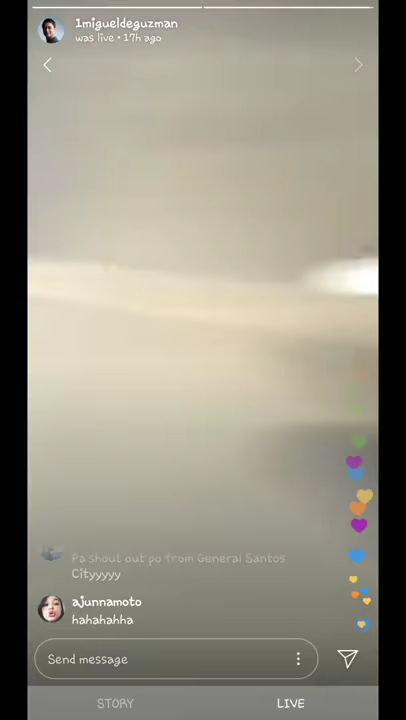 1migueldeguzman
was live • 17h ago
Pa shout out po from General Santos
Cityyyyy
ajunnamoto
hahahahha
Send message
STORY
LIVE